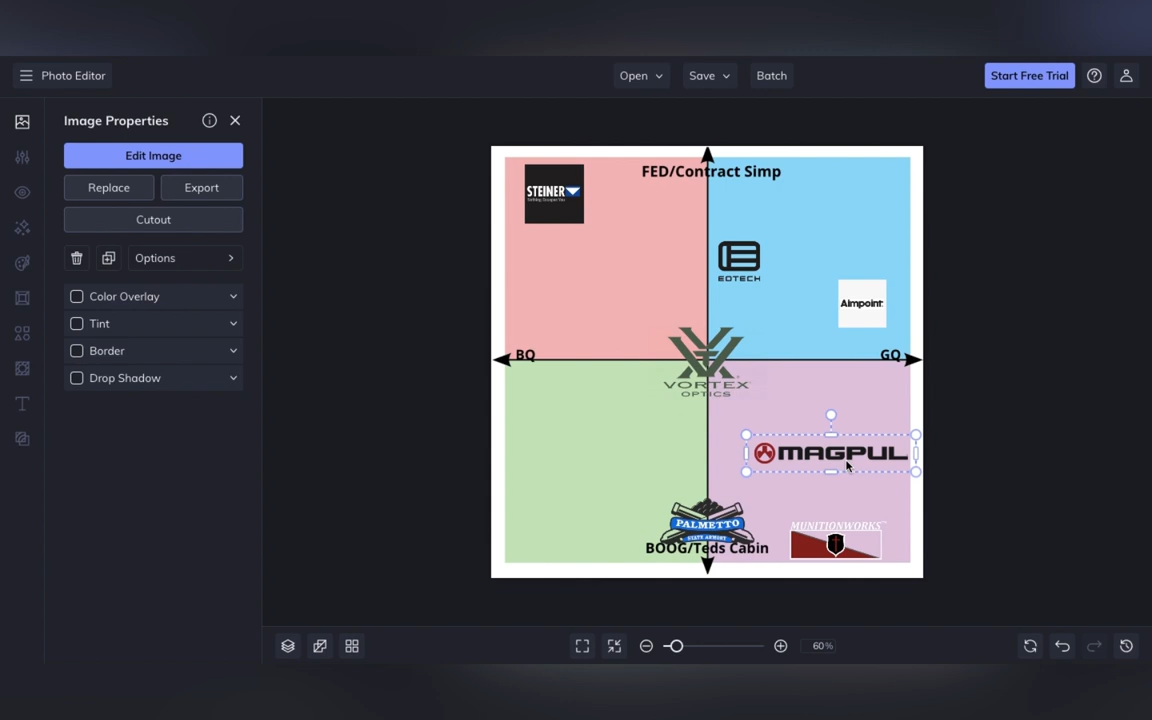 Photo Editor
Open
Save
Batch
Start Free Trial
Image Properties
Edit Image
Replace
Export
Cutout
Options
Color Overlay
Tint
Border
Drop Shadow
FED/Contract Simp
STEINER
EOTECH
Aimpoint
BQ
GQ
VORTEX
OPTICS
MAGPUL
PALMETTO
STATE ARMORY
MUNITIONWORKS
BOOG/Teds Cabin
60%